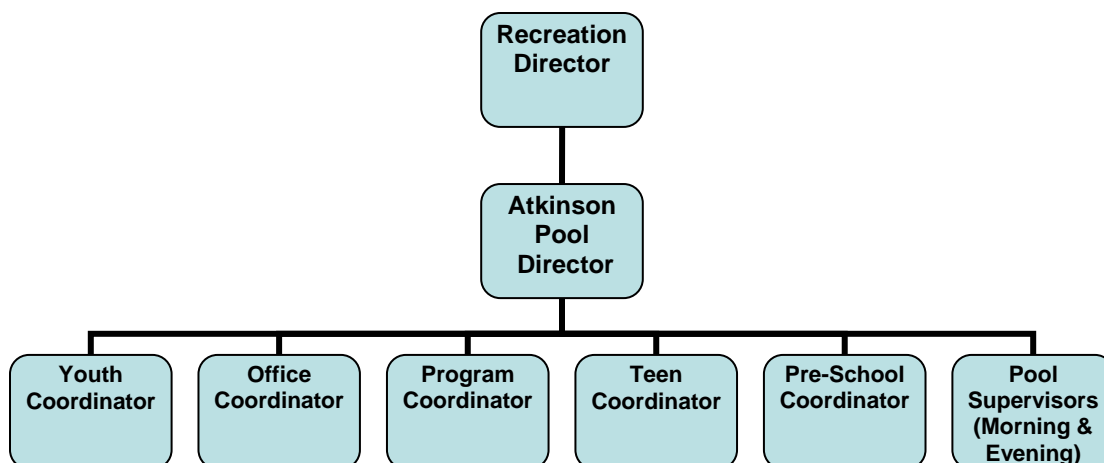 Recreation
Director
Atkinson
Pool
Director
Youth
Coordinator
Office
Coordinator
Program
Coordinator
Teen
Coordinator
Pre-School
Coordinator
Pool
Supervisors
(Morning &
Evening)